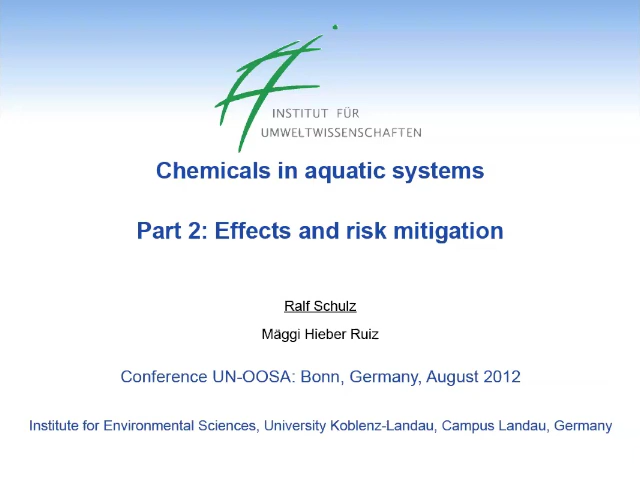 INSTITUT FÜR
UMWELTWISSENSCHAFTEN
Chemicals in aquatic systems
Part 2: Effects and risk mitigation
Ralf Schulz
Mäggi Hieber Ruiz
Conference UN-OOSA: Bonn, Germany, August 2012
Institute for Environmental Sciences, University Koblenz-Landau, Campus Landau, Germany